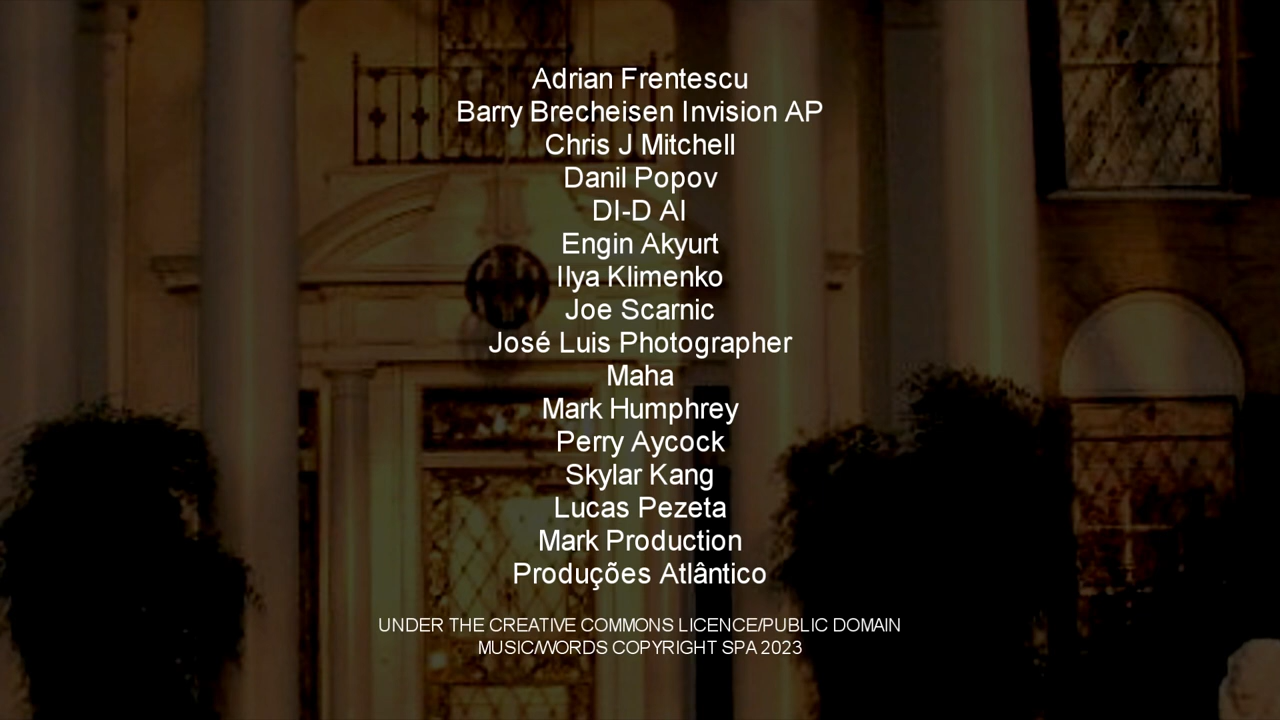 Adrian Frentescu
Barry Brecheisen Invision AP
Chris J Mitchell
Danil Popov
DI-D AI
Engin Akyurt
Ilya Klimenko
Joe Scarnic
José Luis Photographer
Maha
Mark Humphrey
Perry Aycock
Skylar Kang
Lucas Pezeta
Mark Production
Produções Atlântico
UNDER THE CREATIVE COMMONS LICENCE/PUBLIC DOMAIN
MUSIC/WORDS COPYRIGHT SPA 2023